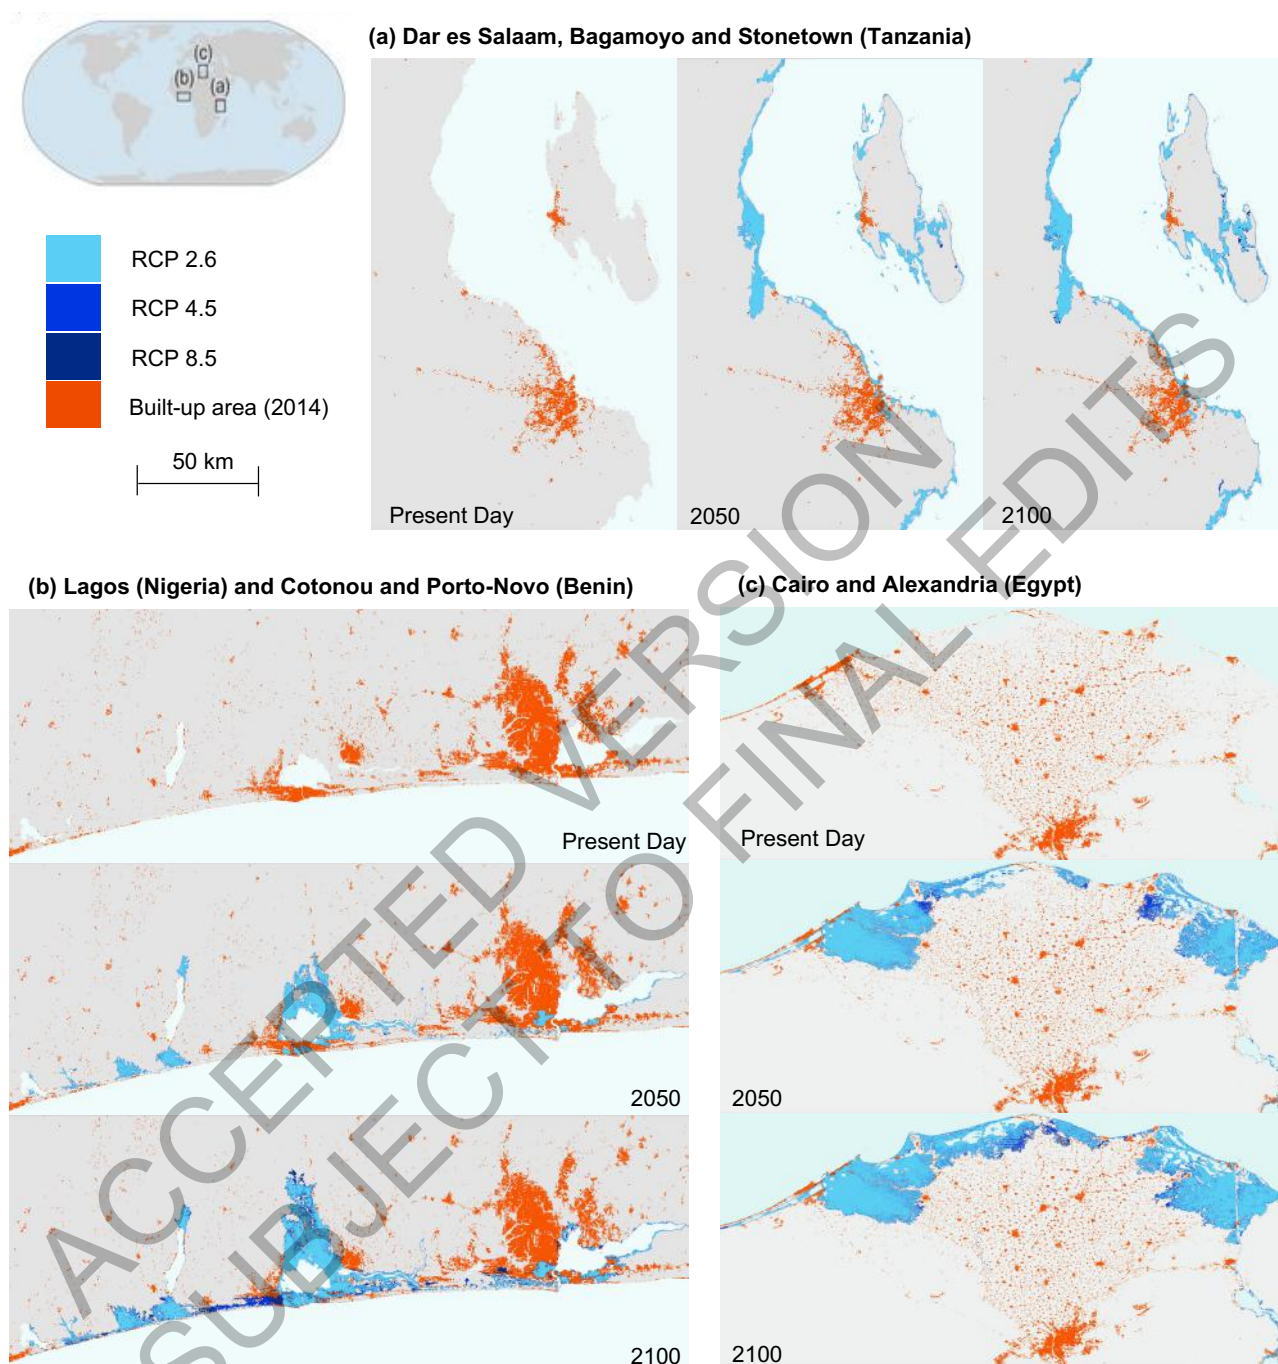 (a) Dar es Salaam, Bagamoyo and Stonetown (Tanzania)
(c)
(b)
(a)
RCP 2.6
RCP 4.5
RCP 8.5
Built-up area (2014)
50 km
Present Day
2050
2100
(b) Lagos (Nigeria) and Cotonou and Porto-Novo (Benin)
(c) Cairo and Alexandria (Egypt)
Present Day
Present Day
2050
2050
2100
2100
ACCEPTED VERSION
SUBJECT TO FINAL EDITS